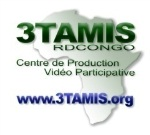 3TAMIS
RDCONGO
Centre de Production
Vidéo Participative
www.3TAMIS.org